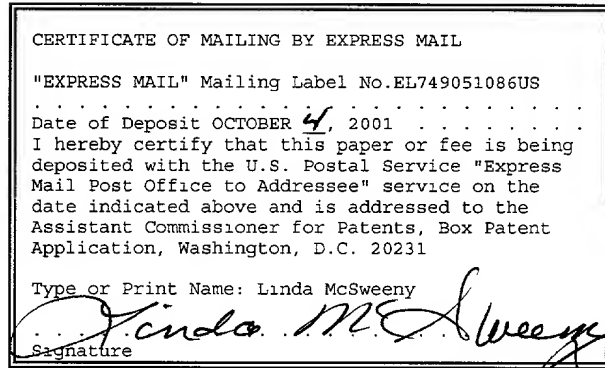 CERTIFICATE OF MAILING BY EXPRESS MAIL
"EXPRESS MAIL" Mailing Label No.EL749051086US
. . . . . . . . . . . . . . . . . . . . . . . . . . . . .
Date of Deposit OCTOBER 4, 2001 . . . . . . . . .
I hereby certify that this paper or fee is being
deposited with the U.S. Postal Service "Express
Mail Post Office to Addressee" service on the
date indicated above and is addressed to the
Assistant Commissioner for Patents, Box Patent
Application, Washington, D.C. 20231
Type or Print Name: Linda McSweeny
Linda McSweeny
Signature